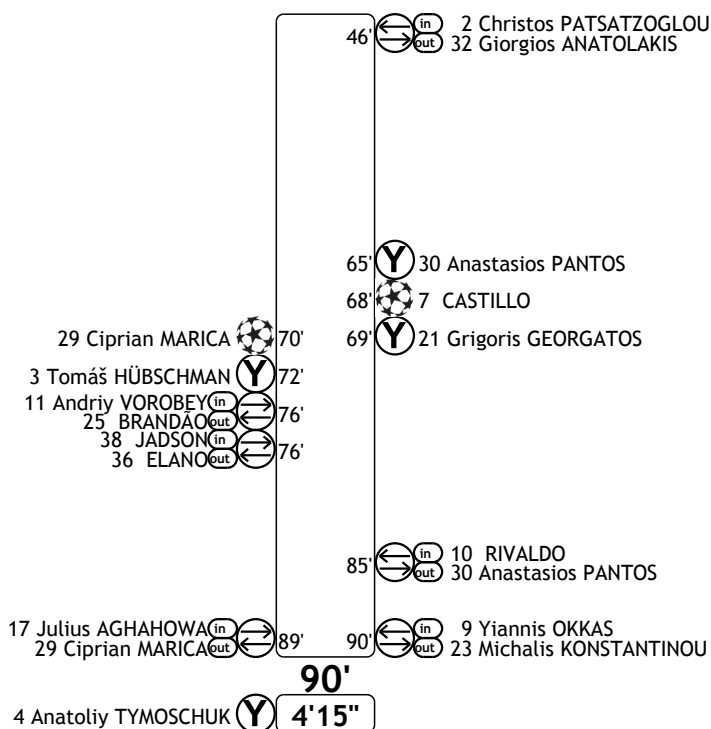 46' in 2 Christos PATSATZOGLOU
out 32 Giorgios ANATOLAKIS
65' Y 30 Anastasios PANTOS
68' 7 CASTILLO
29 Ciprian MARICA 70' 69' Y 21 Grigoris GEORGATOS
3 Tomáš HÜBSCHMAN Y 72'
11 Andriy VOROBEY in 76'
25 BRANDÃO out
38 JADSON in 76'
36 ELANO out
85' in 10 RIVALDO
out 30 Anastasios PANTOS
17 Julius AGHAHOWA in 89' 90' in 9 Yiannis OKKAS
29 Ciprian MARICA out out 23 Michalis KONSTANTINOU
90'
4 Anatoliy TYMOSCHUK Y 4'15"